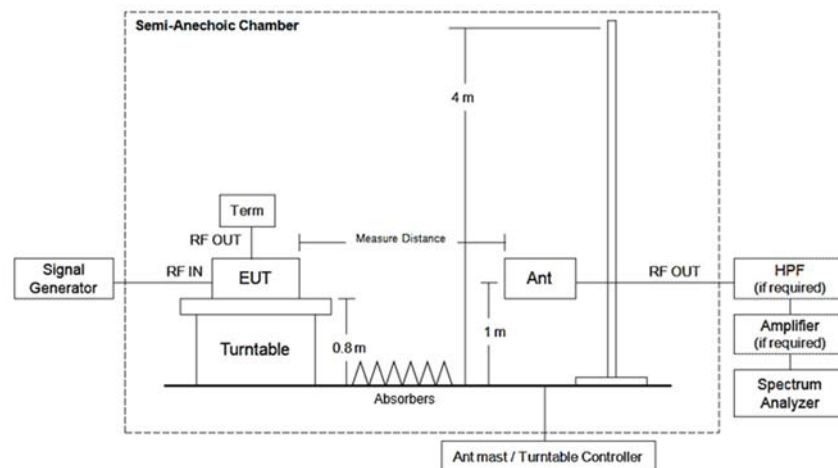 Semi-Anechoic Chamber
4 m
Term
RF OUT
Measure Distance
Signal
Generator
RF IN
EUT
Ant
RF OUT
HPF
(if required)
1 m
Turntable
0.8 m
Amplifier
(if required)
Absorbers
Spectrum
Analyzer
Ant mast / Turntable Controller